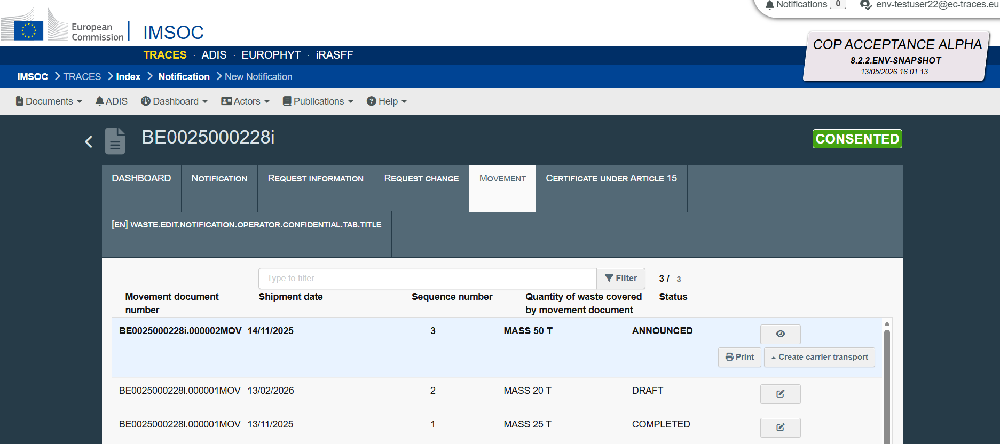 Notifications 0 env-testuser22@ec-traces.eu
European
Commission
IMSOC
COP ACCEPTANCE ALPHA
8.2.2.ENV-SNAPSHOT
13/05/2026 16:01:13
TRACES · ADIS · EUROPHYT · iRASFF
IMSOC TRACES Index Notification New Notification
Documents ADIS Dashboard Actors Publications Help
BE0025000228i
CONSENTED
DASHBOARD NOTIFICATION REQUEST INFORMATION REQUEST CHANGE MOVEMENT CERTIFICATE UNDER ARTICLE 15
[EN] WASTE.EDIT.NOTIFICATION.OPERATOR.CONFIDENTIAL.TAB.TITLE
Type to filter... Filter 3 / 3
Movement document number Shipment date Sequence number Quantity of waste covered by movement document Status
BE0025000228i.000002MOV 14/11/2025 3 MASS 50 T ANNOUNCED
Print Create carrier transport
BE0025000228i.000001MOV 13/02/2026 2 MASS 20 T DRAFT
BE0025000228i.000001MOV 13/11/2025 1 MASS 25 T COMPLETED